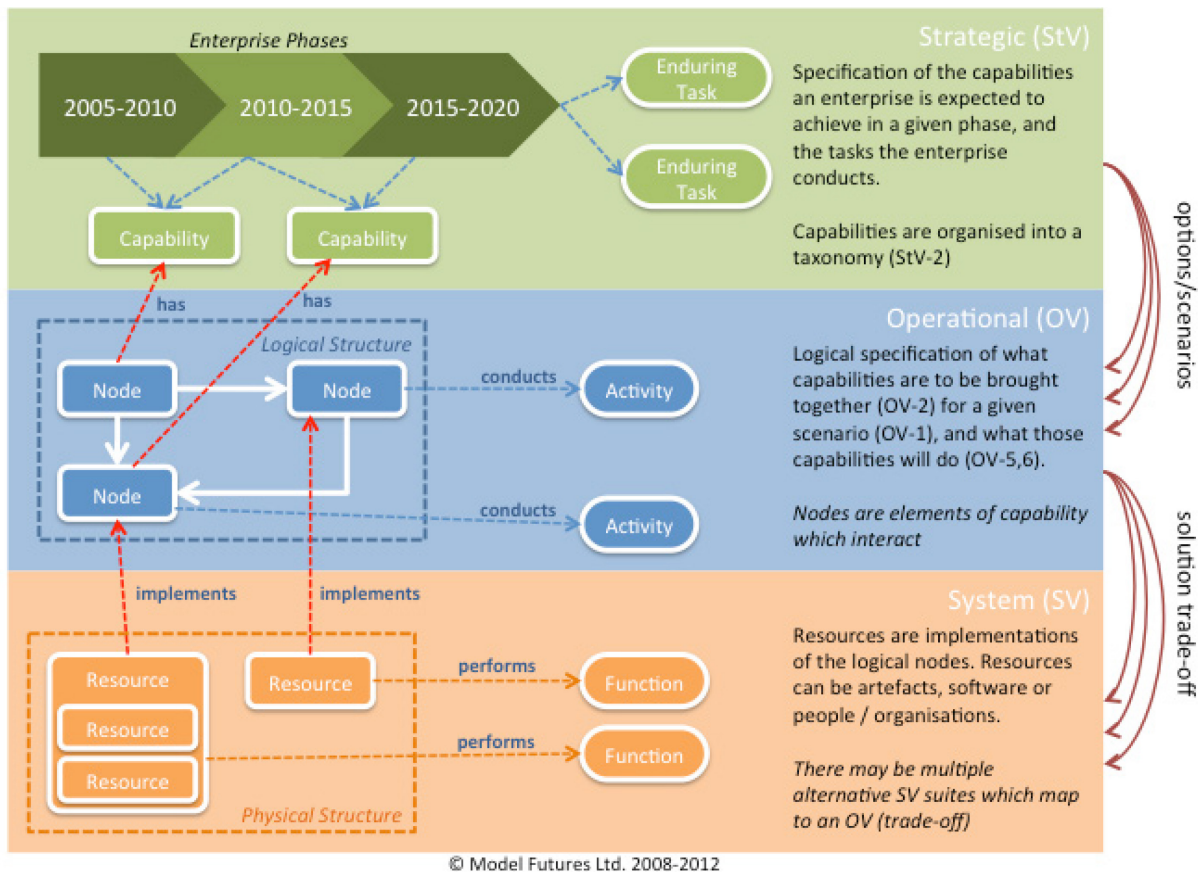 Enterprise Phases
2005-2010
2010-2015
2015-2020
Enduring
Task
Enduring
Task
Capability
Capability
Strategic (StV)
Specification of the capabilities
an enterprise is expected to
achieve in a given phase, and
the tasks the enterprise
conducts.
Capabilities are organised into a
taxonomy (StV-2)
options/scenarios
has
has
Logical Structure
Node
Node
Node
conducts
Activity
conducts
Activity
Operational (OV)
Logical specification of what
capabilities are to be brought
together (OV-2) for a given
scenario (OV-1), and what those
capabilities will do (OV-5,6).
Nodes are elements of capability
which interact
solution trade-off
implements
implements
Resource
Resource
Resource
Resource
performs
Function
performs
Function
Physical Structure
System (SV)
Resources are implementations
of the logical nodes. Resources
can be artefacts, software or
people / organisations.
There may be multiple
alternative SV suites which map
to an OV (trade-off)
© Model Futures Ltd. 2008-2012